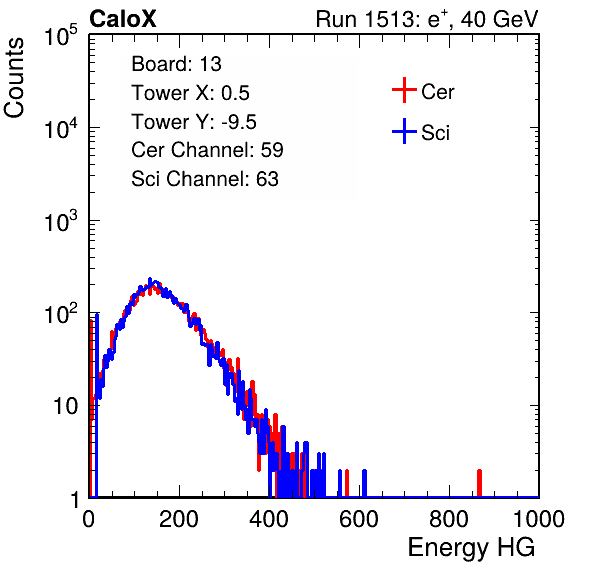 CaloX Run 1513: e⁺, 40 GeV
Counts
10⁵
10⁴
10³
10²
10
1
Board: 13
Tower X: 0.5
Tower Y: -9.5
Cer Channel: 59
Sci Channel: 63
Cer
Sci
0 200 400 600 800 1000
Energy HG